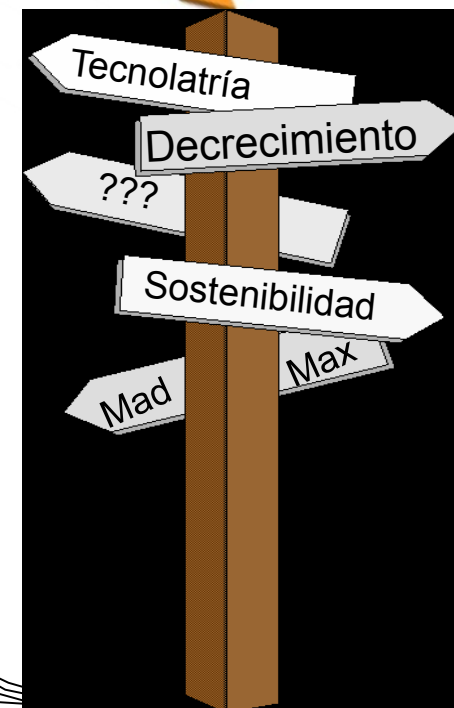 Tecnolatría
Decrecimiento
???
Sostenibilidad
Mad Max